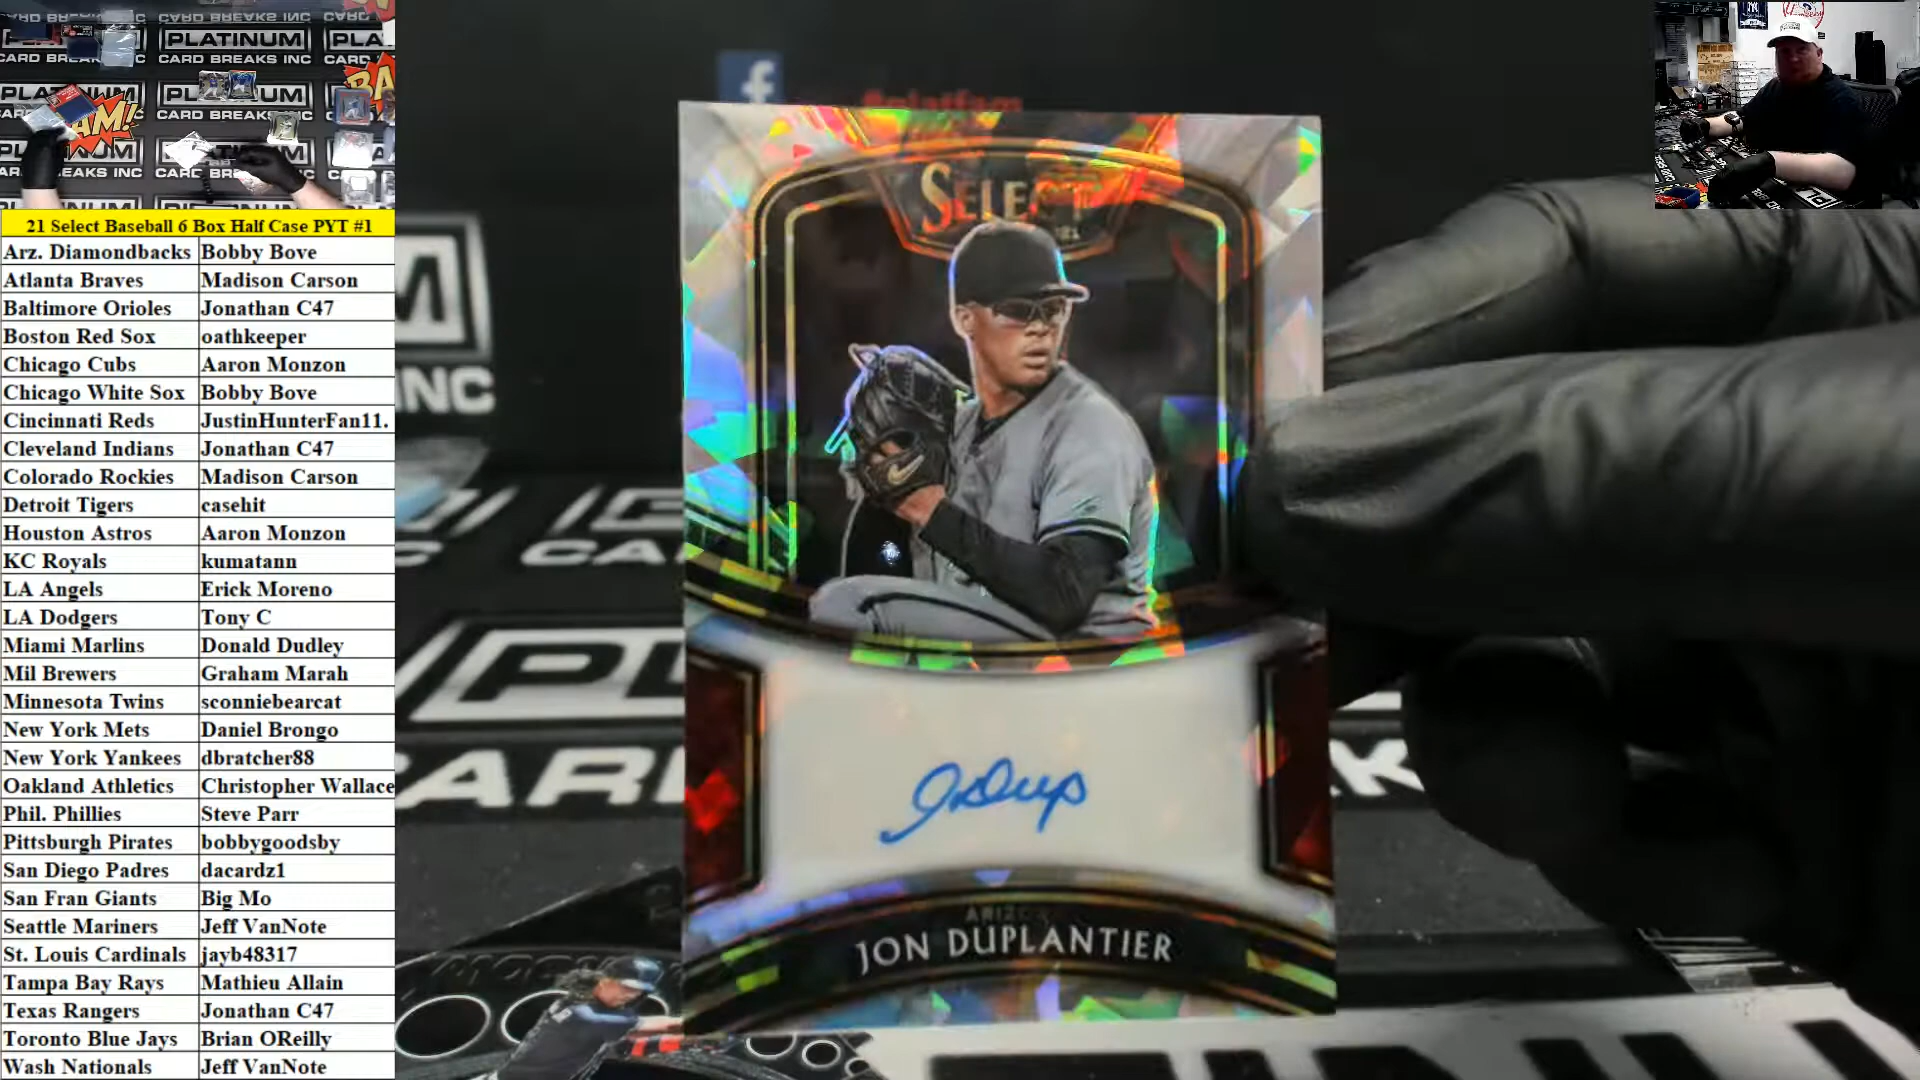 PLATINUM
CARD BREAKS INC
PLATINUM
CARD BREAKS INC
BAM!
21 Select Baseball 6 Box Half Case PYT #1
Arz. Diamondbacks Bobby Bove
Atlanta Braves Madison Carson
Baltimore Orioles Jonathan C47
Boston Red Sox oathkeeper
Chicago Cubs Aaron Monzon
Chicago White Sox Bobby Bove
Cincinnati Reds JustinHunterFan11.
Cleveland Indians Jonathan C47
Colorado Rockies Madison Carson
Detroit Tigers casehit
Houston Astros Aaron Monzon
KC Royals kumatann
LA Angels Erick Moreno
LA Dodgers Tony C
Miami Marlins Donald Dudley
Mil Brewers Graham Marah
Minnesota Twins sconniebearcat
New York Mets Daniel Brongo
New York Yankees dbratcher88
Oakland Athletics Christopher Wallace
Phil. Phillies Steve Parr
Pittsburgh Pirates bobbygoodsby
San Diego Padres dacardz1
San Fran Giants Big Mo
Seattle Mariners Jeff VanNote
St. Louis Cardinals jayb48317
Tampa Bay Rays Mathieu Allain
Texas Rangers Jonathan C47
Toronto Blue Jays Brian OReilly
Wash Nationals Jeff VanNote
f
#platfam
SELECT
INC
JON DUPLANTIER